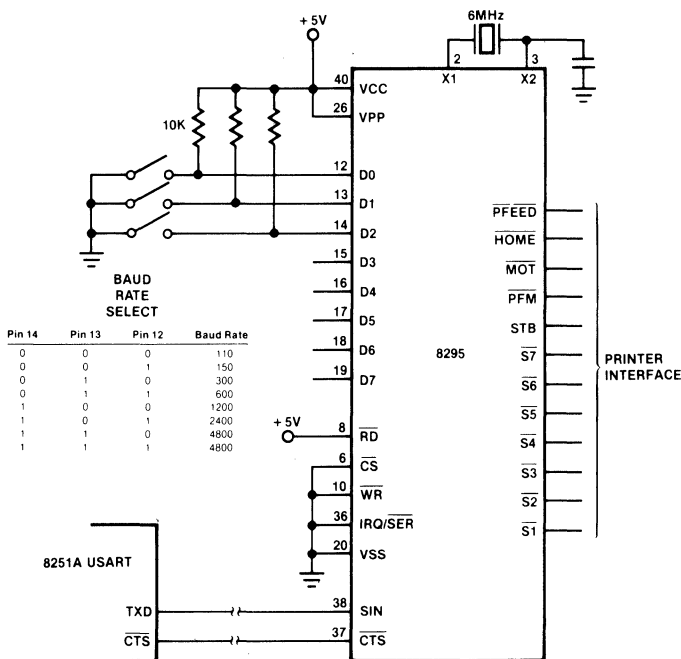 6MHz
+ 5V
2
3
X1
X2
40
VCC
26
VPP
10K
12
D0
13
D1
14
D2
15
D3
16
D4
17
D5
18
D6
19
D7
BAUD
RATE
SELECT
Pin 14 Pin 13 Pin 12 Baud Rate
0 0 0 110
0 0 1 150
0 1 0 300
0 1 1 600
1 0 0 1200
1 0 1 2400
1 1 0 4800
1 1 1 4800
8295
PFEED
HOME
MOT
PFM
STB
S7
S6
S5
S4
S3
S2
S1
PRINTER
INTERFACE
+ 5V
8
RD
6
CS
10
WR
36
IRQ/SER
20
VSS
8251A USART
TXD
38
SIN
CTS
37
CTS